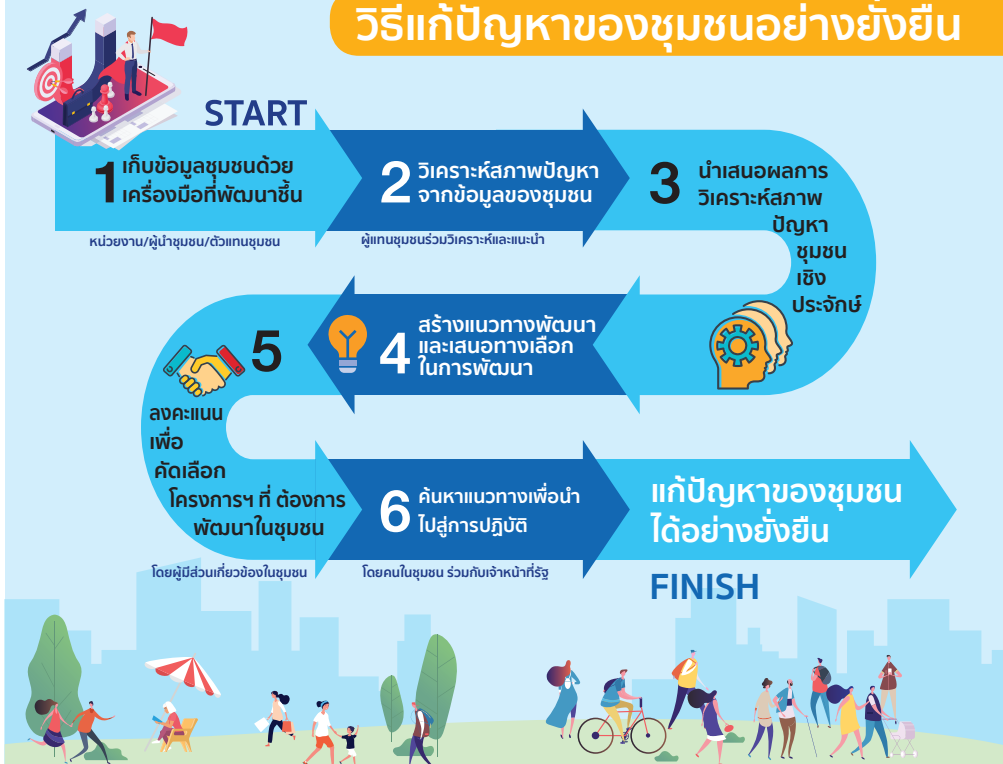 วิธีแก้ปัญหาของชุมชนอย่างยั่งยืน
START
1 เก็บข้อมูลชุมชนด้วย
เครื่องมือที่พัฒนาชึ้น
หน่วยงาน/ผู้นำชุมชน/ตัวแทนชุมชน
2 วิเคราะห์สภาพปัญหา
จากข้อมูลของชุมชน
ผู้แทนชุมชนร่วมวิเคราะห์และแนะนำ
3 นำเสนอผลการ
วิเคราะห์สภาพ
ปัญหา
ชุมชน
เชิง
ประจักษ์
4 สร้างแนวทางพัฒนา
และเสนอทางเลือก
ในการพัฒนา
5
ลงคะแนน
เพื่อ
คัดเลือก
โครงการฯ ที่ ต้องการ
พัฒนาในชุมชน
โดยผู้มีส่วนเกี่ยวข้องในชุมชน
6 ค้นหาแนวทางเพื่อนำ
ไปสู่การปฏิบัติ
โดยคนในชุมชน ร่วมกับเจ้าหน้าที่รัฐ
แก้ปัญหาของชุมชน
ได้อย่างยั่งยืน
FINISH